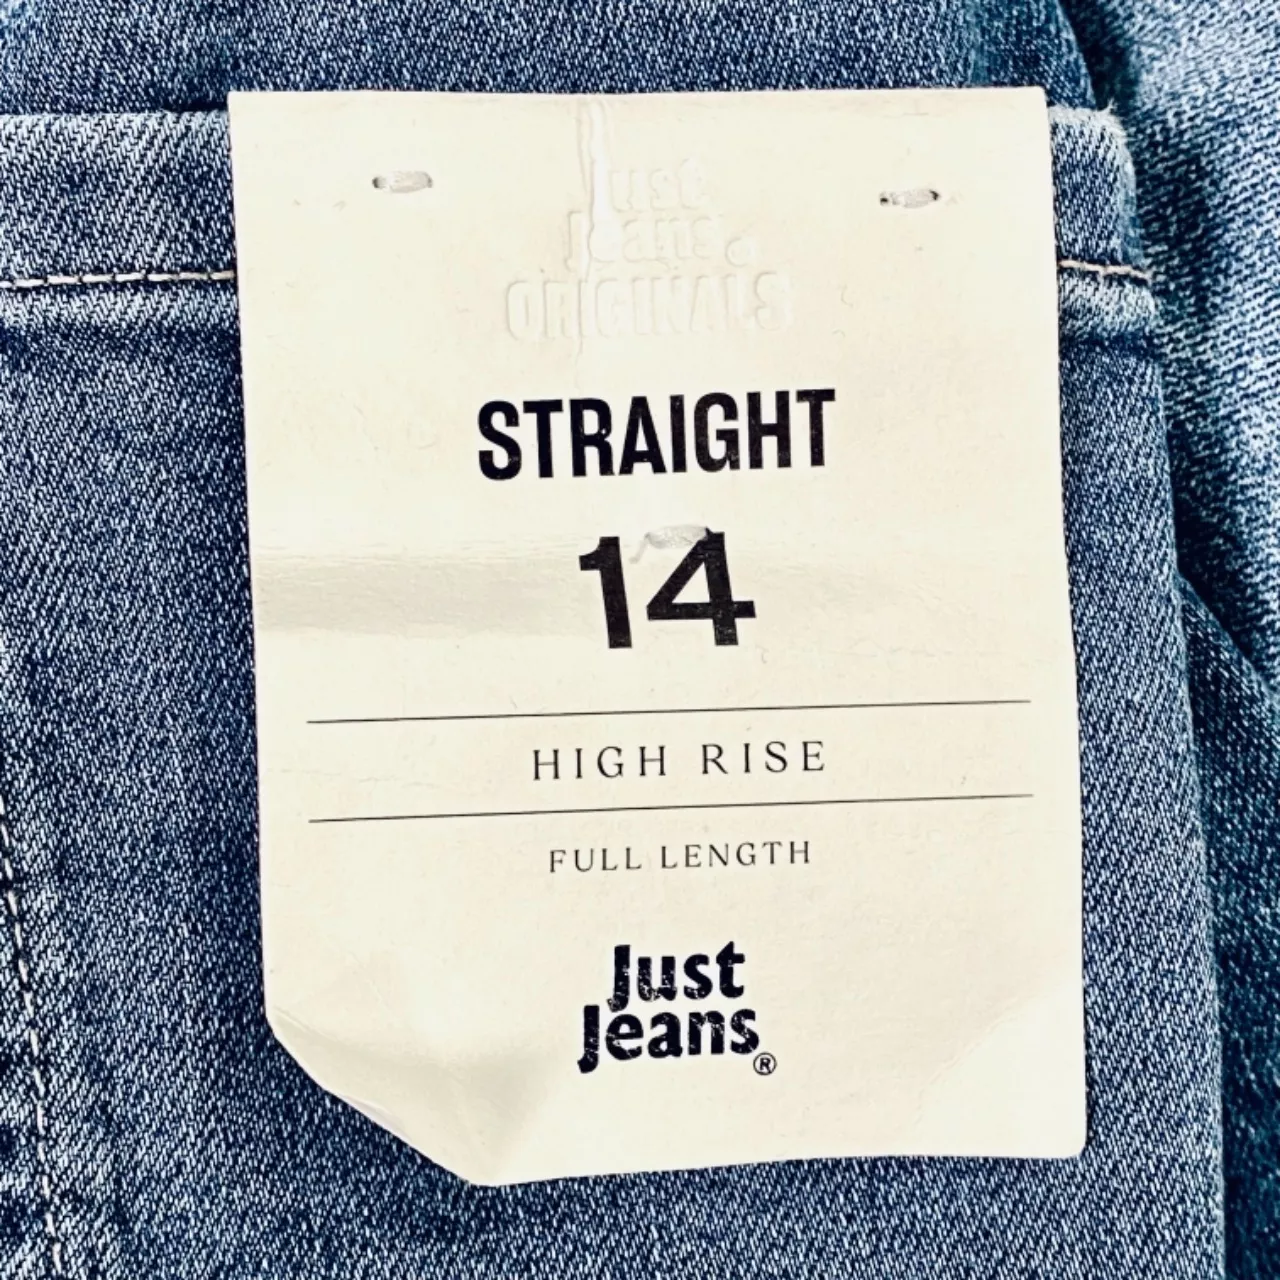 Just
Jeans.
ORIGINALS
STRAIGHT
14
HIGH RISE
FULL LENGTH
Just
Jeans®